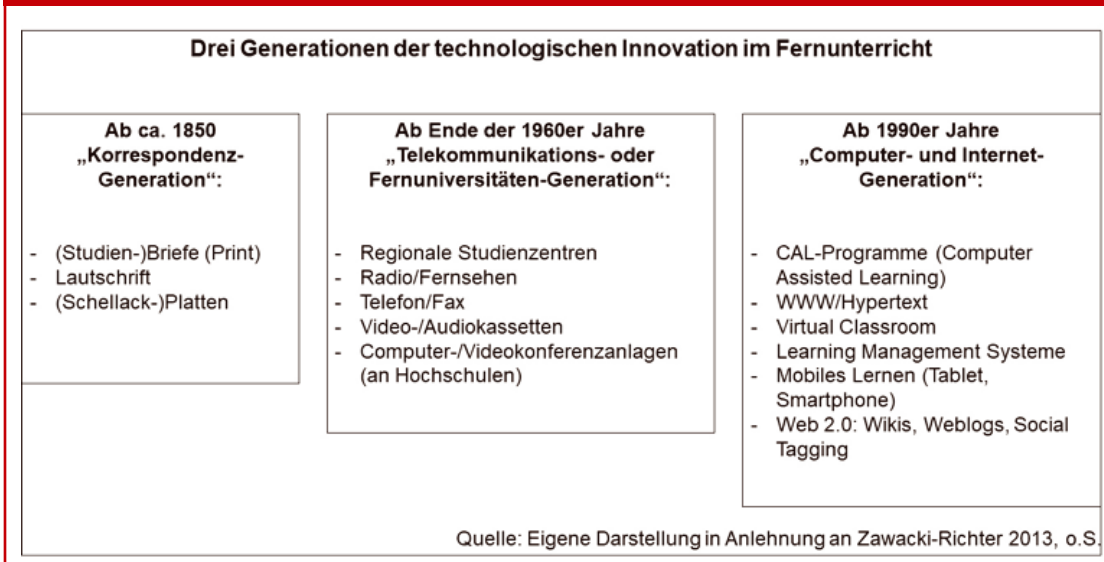 Drei Generationen der technologischen Innovation im Fernunterricht
Ab ca. 1850
„Korrespondenz-
Generation“:
- (Studien-)Briefe (Print)
- Lautschrift
- (Schellack-)Platten
Ab Ende der 1960er Jahre
„Telekommunikations- oder
Fernuniversitäten-Generation“:
- Regionale Studienzentren
- Radio/Fernsehen
- Telefon/Fax
- Video-/Audiokassetten
- Computer-/Videokonferenzanlagen
(an Hochschulen)
Ab 1990er Jahre
„Computer- und Internet-
Generation“:
- CAL-Programme (Computer
Assisted Learning)
- WWW/Hypertext
- Virtual Classroom
- Learning Management Systeme
- Mobiles Lernen (Tablet,
Smartphone)
- Web 2.0: Wikis, Weblogs, Social
Tagging
Quelle: Eigene Darstellung in Anlehnung an Zawacki-Richter 2013, o.S.